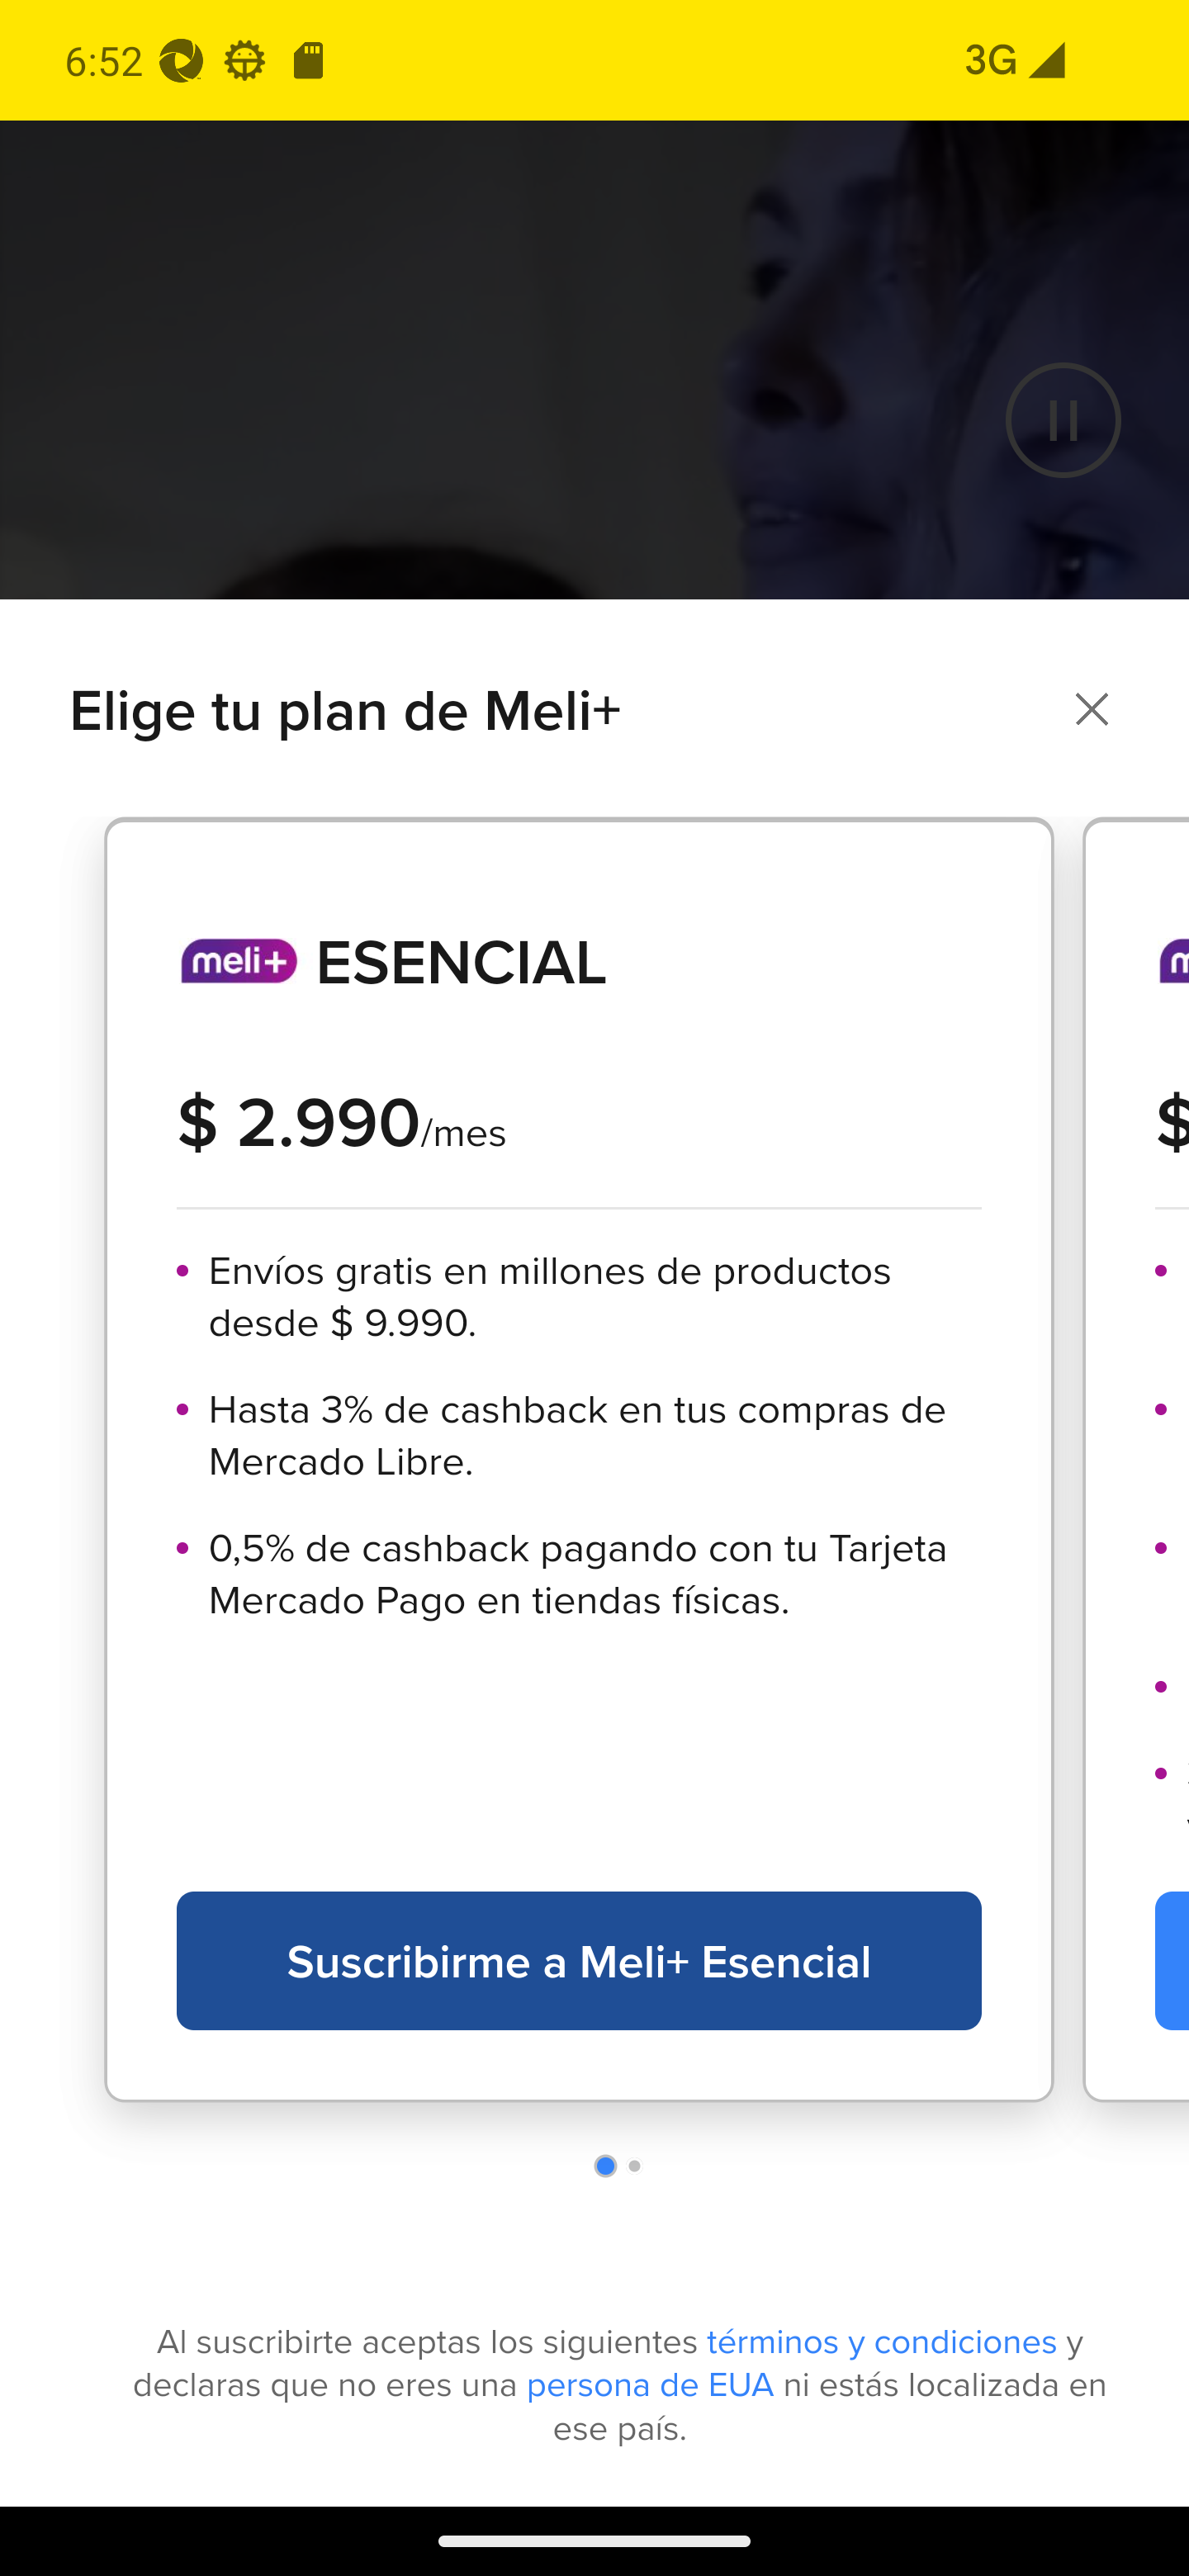 6:52
3G
Elige tu plan de Meli+
meli+ ESENCIAL
$ 2.990/mes
• Envíos gratis en millones de productos
desde $ 9.990.
• Hasta 3% de cashback en tus compras de
Mercado Libre.
• 0,5% de cashback pagando con tu Tarjeta
Mercado Pago en tiendas físicas.
Suscribirme a Meli+ Esencial
$
Al suscribirte aceptas los siguientes términos y condiciones y
declaras que no eres una persona de EUA ni estás localizada en
ese país.